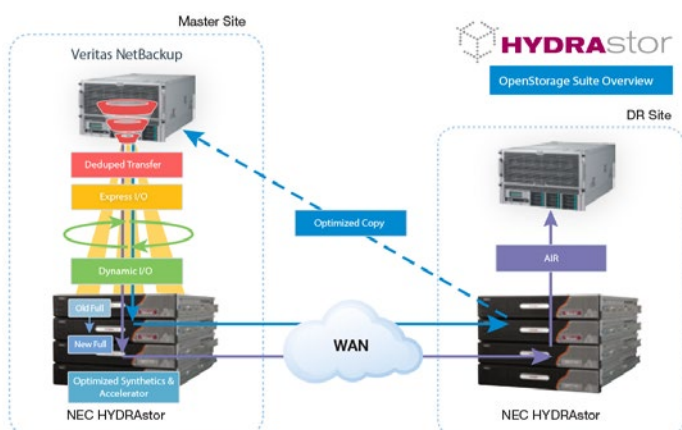 Master Site
Veritas NetBackup
HYDRAstor
OpenStorage Suite Overview
DR Site
Deduped Transfer
Express I/O
Optimized Copy
AIR
Dynamic I/O
Old Full
New Full
WAN
Optimized Synthetics &
Accelerator
NEC HYDRAstor
NEC HYDRAstor